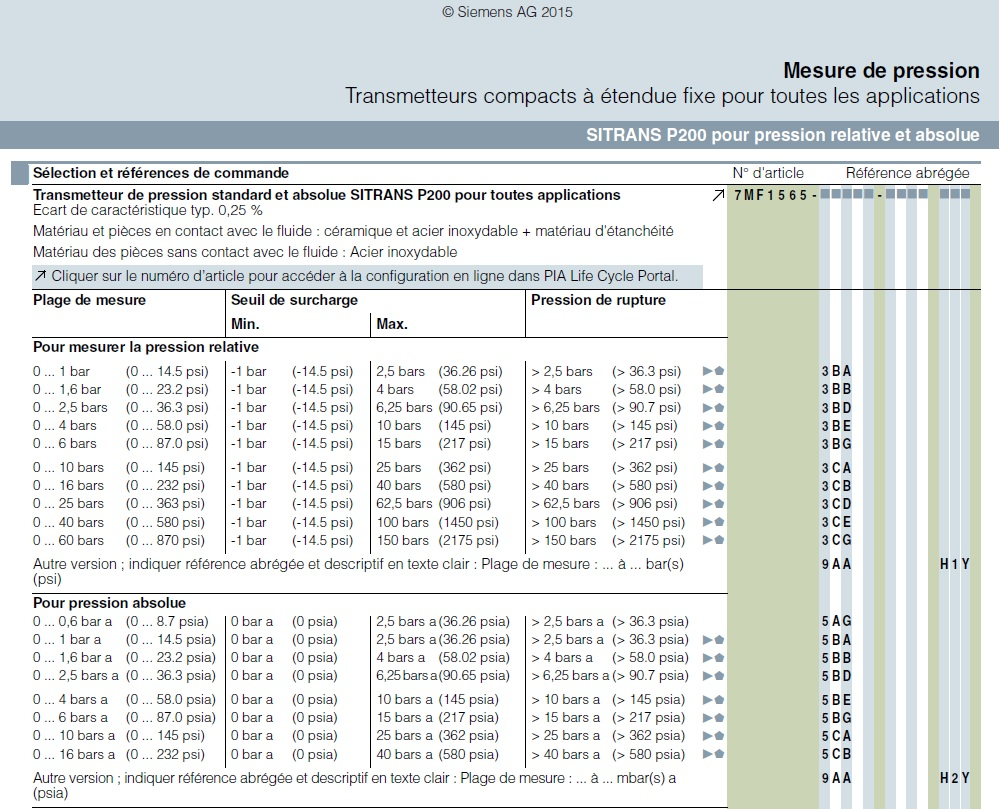 © Siemens AG 2015
Mesure de pression
Transmetteurs compacts à étendue fixe pour toutes les applications
SITRANS P200 pour pression relative et absolue
Sélection et références de commande N° d'article Référence abrégée
Transmetteur de pression standard et absolue SITRANS P200 pour toutes applications 7MF1565-■■■■■-■■■■ ■■■
Ecart de caractéristique typ. 0,25 %
Matériau et pièces en contact avec le fluide : céramique et acier inoxydable + matériau d'étanchéité
Matériau des pièces sans contact avec le fluide : Acier inoxydable
Cliquer sur le numéro d'article pour accéder à la configuration en ligne dans PIA Life Cycle Portal.
Plage de mesure Seuil de surcharge Pression de rupture
Min. Max.
Pour mesurer la pression relative
0 ... 1 bar (0 ... 14.5 psi) -1 bar (-14.5 psi) 2,5 bars (36.26 psi) > 2,5 bars (> 36.3 psi) 3BA
0 ... 1,6 bar (0 ... 23.2 psi) -1 bar (-14.5 psi) 4 bars (58.02 psi) > 4 bars (> 58.0 psi) 3BB
0 ... 2,5 bars (0 ... 36.3 psi) -1 bar (-14.5 psi) 6,25 bars (90.65 psi) > 6,25 bars (> 90.7 psi) 3BD
0 ... 4 bars (0 ... 58.0 psi) -1 bar (-14.5 psi) 10 bars (145 psi) > 10 bars (> 145 psi) 3BE
0 ... 6 bars (0 ... 87.0 psi) -1 bar (-14.5 psi) 15 bars (217 psi) > 15 bars (> 217 psi) 3BG
0 ... 10 bars (0 ... 145 psi) -1 bar (-14.5 psi) 25 bars (362 psi) > 25 bars (> 362 psi) 3CA
0 ... 16 bars (0 ... 232 psi) -1 bar (-14.5 psi) 40 bars (580 psi) > 40 bars (> 580 psi) 3CB
0 ... 25 bars (0 ... 363 psi) -1 bar (-14.5 psi) 62,5 bars (906 psi) > 62,5 bars (> 906 psi) 3CD
0 ... 40 bars (0 ... 580 psi) -1 bar (-14.5 psi) 100 bars (1450 psi) > 100 bars (> 1450 psi) 3CE
0 ... 60 bars (0 ... 870 psi) -1 bar (-14.5 psi) 150 bars (2175 psi) > 150 bars (> 2175 psi) 3CG
Autre version ; indiquer référence abrégée et descriptif en texte clair : Plage de mesure : ... à ... bar(s) 9AA H1Y
(psi)
Pour pression absolue
0 ... 0,6 bar a (0 ... 8.7 psia) 0 bar a (0 psia) 2,5 bars a (36.26 psia) > 2,5 bars a (> 36.3 psia) 5AG
0 ... 1 bar a (0 ... 14.5 psia) 0 bar a (0 psia) 2,5 bars a (36.26 psia) > 2,5 bars a (> 36.3 psia) 5BA
0 ... 1,6 bar a (0 ... 23.2 psia) 0 bar a (0 psia) 4 bars a (58.02 psia) > 4 bars a (> 58.0 psia) 5BB
0 ... 2,5 bars a (0 ... 36.3 psia) 0 bar a (0 psia) 6,25 bars a (90.65 psia) > 6,25 bars a (> 90.7 psia) 5BD
0 ... 4 bars a (0 ... 58.0 psia) 0 bar a (0 psia) 10 bars a (145 psia) > 10 bars a (> 145 psia) 5BE
0 ... 6 bars a (0 ... 87.0 psia) 0 bar a (0 psia) 15 bars a (217 psia) > 15 bars a (> 217 psia) 5BG
0 ... 10 bars a (0 ... 145 psi) 0 bar a (0 psia) 25 bars a (362 psia) > 25 bars a (> 362 psia) 5CA
0 ... 16 bars a (0 ... 232 psi) 0 bar a (0 psia) 40 bars a (580 psia) > 40 bars a (> 580 psia) 5CB
Autre version ; indiquer référence abrégée et descriptif en texte clair : Plage de mesure : ... à ... mbar(s) a 9AA H2Y
(psia)